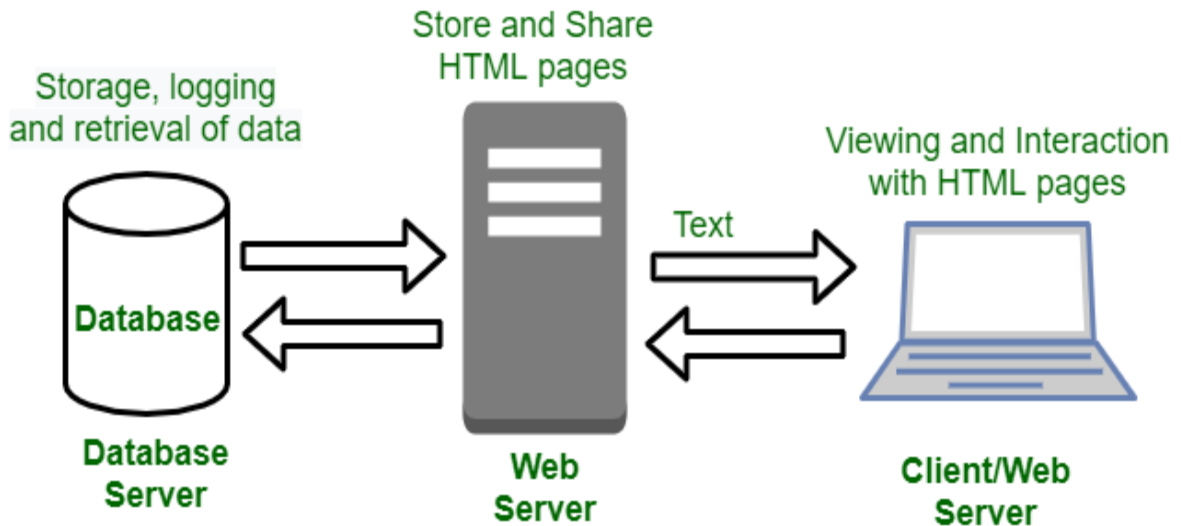 Storage, logging
and retrieval of data
Database
Database
Server
Store and Share
HTML pages
Web
Server
Text
Viewing and Interaction
with HTML pages
Client/Web
Server